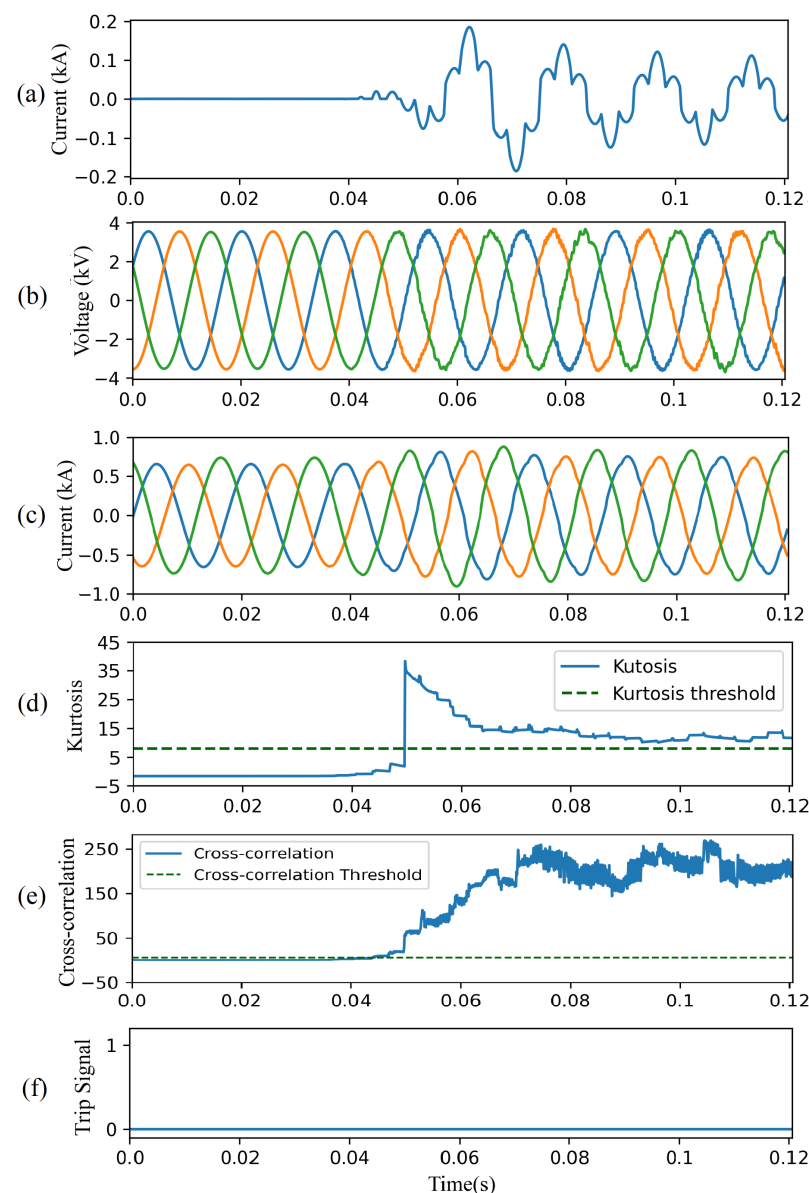 (a)
Current (kA)
0.2
0.1
0.0
−0.1
−0.2
0.0 0.02 0.04 0.06 0.08 0.1 0.12
(b)
Voltage (kV)
4
2
0
−2
−4
0.0 0.02 0.04 0.06 0.08 0.1 0.12
(c)
Current (kA)
1.0
0.5
0.0
−0.5
−1.0
0.0 0.02 0.04 0.06 0.08 0.1 0.12
(d)
Kurtosis
45
35
25
15
5
−5
Kutosis
Kurtosis threshold
0.0 0.02 0.04 0.06 0.08 0.1 0.12
(e)
Cross-correlation
250
150
50
−50
Cross-correlation
Cross-correlation Threshold
0.0 0.02 0.04 0.06 0.08 0.1 0.12
(f)
Trip Signal
1
0
0.0 0.02 0.04 0.06 0.08 0.1 0.12
Time(s)